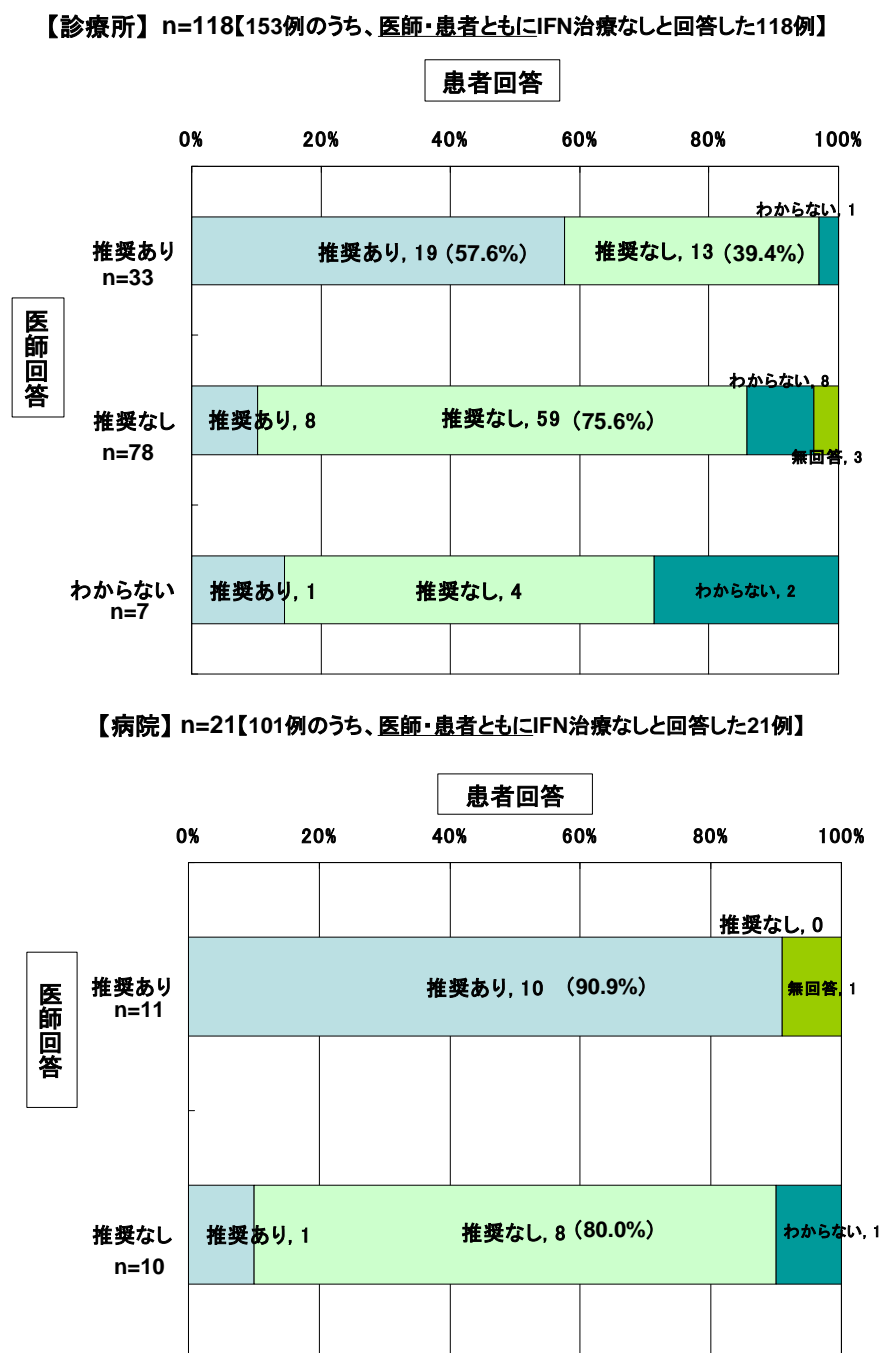 【診療所】 n=118【153例のうち、医師・患者ともにIFN治療なしと回答した118例】
患者回答
0% 20% 40% 60% 80% 100%
わからない, 1
推奨あり
n=33
推奨あり, 19 (57.6%) 推奨なし, 13 (39.4%)
医師回答
わからない, 8
推奨なし
n=78
推奨あり, 8 推奨なし, 59 (75.6%)
無回答, 3
わからない
n=7
推奨あり, 1 推奨なし, 4 わからない, 2
【病院】 n=21【101例のうち、医師・患者ともにIFN治療なしと回答した21例】
患者回答
0% 20% 40% 60% 80% 100%
推奨なし, 0
医師回答
推奨あり
n=11
推奨あり, 10 (90.9%) 無回答, 1
推奨なし
n=10
推奨あり, 1 推奨なし, 8 (80.0%) わからない, 1